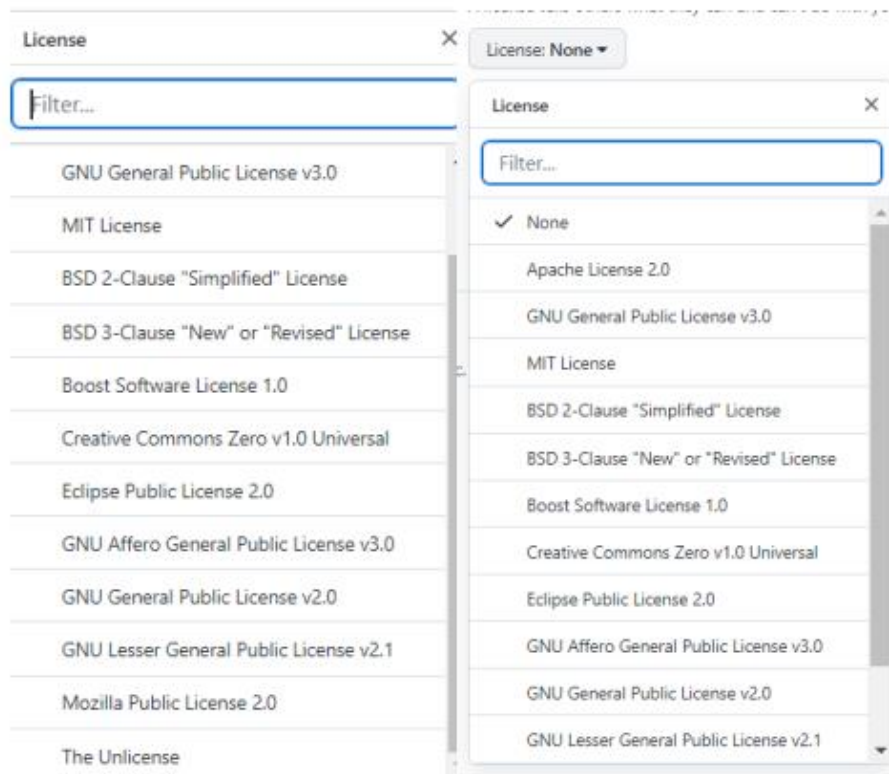 License
Filter...
GNU General Public License v3.0
MIT License
BSD 2-Clause "Simplified" License
BSD 3-Clause "New" or "Revised" License
Boost Software License 1.0
Creative Commons Zero v1.0 Universal
Eclipse Public License 2.0
GNU Affero General Public License v3.0
GNU General Public License v2.0
GNU Lesser General Public License v2.1
Mozilla Public License 2.0
The Unlicense
License: None
License
Filter...
None
Apache License 2.0
GNU General Public License v3.0
MIT License
BSD 2-Clause "Simplified" License
BSD 3-Clause "New" or "Revised" License
Boost Software License 1.0
Creative Commons Zero v1.0 Universal
Eclipse Public License 2.0
GNU Affero General Public License v3.0
GNU General Public License v2.0
GNU Lesser General Public License v2.1